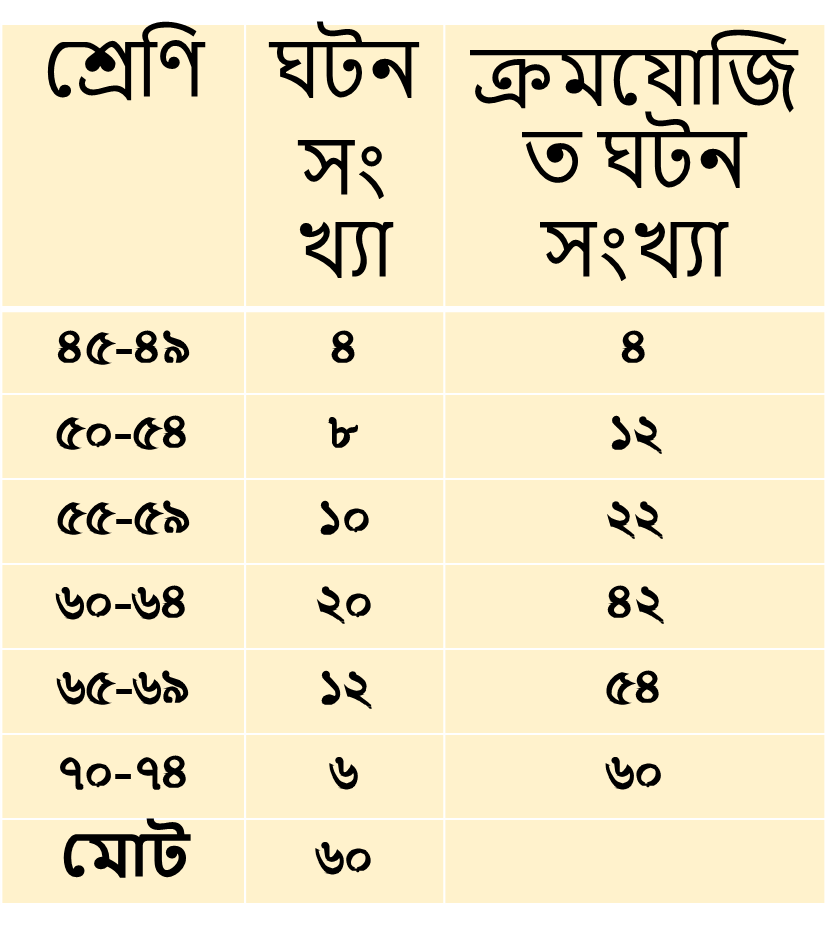 শ্রেণি ঘটন সং খ্যা ক্রমযোজি ত ঘটন সংখ্যা
৪৫-৪৯ ৪ ৪
৫০-৫৪ ৮ ১২
৫৫-৫৯ ১০ ২২
৬০-৬৪ ২০ ৪২
৬৫-৬৯ ১২ ৫৪
৭০-৭৪ ৬ ৬০
মোট ৬০